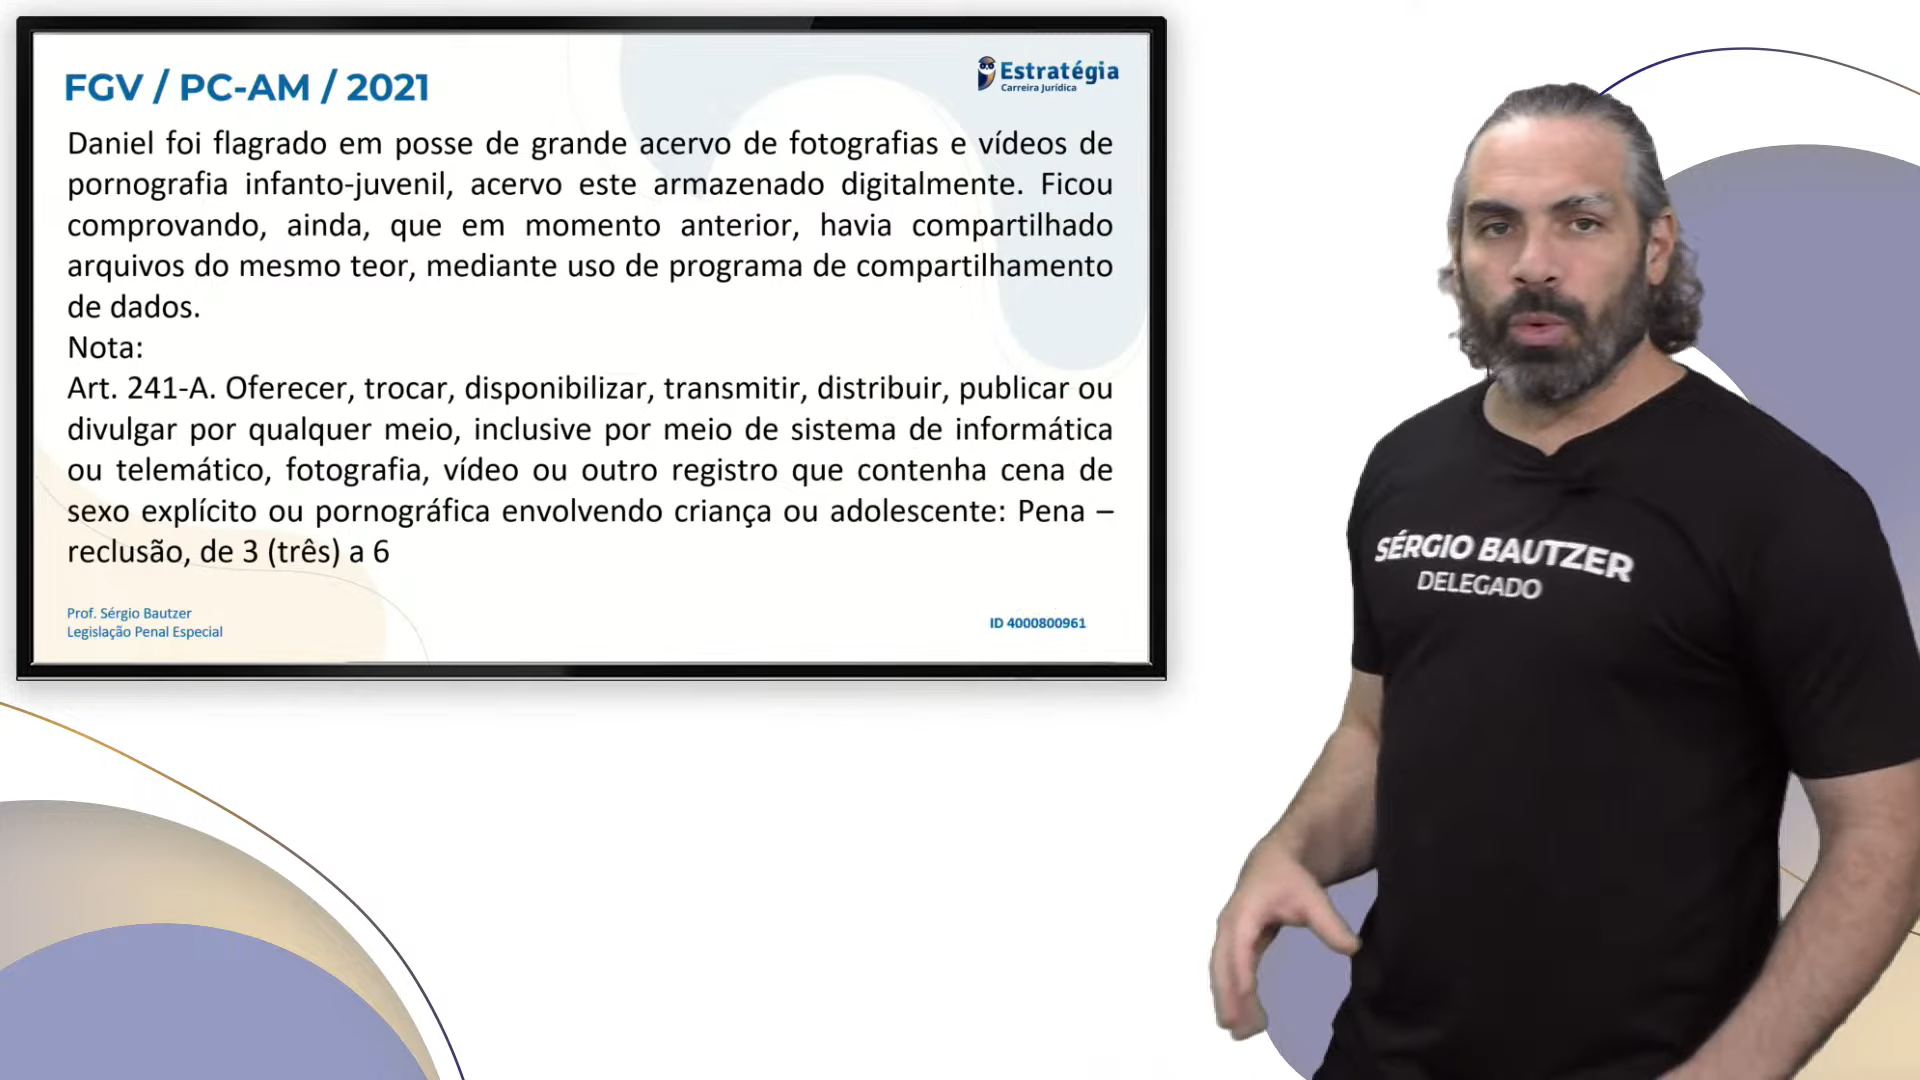 FGV / PC-AM / 2021
Estratégia
Carreira Jurídica
Daniel foi flagrado em posse de grande acervo de fotografias e vídeos de
pornografia infanto-juvenil, acervo este armazenado digitalmente. Ficou
comprovando, ainda, que em momento anterior, havia compartilhado
arquivos do mesmo teor, mediante uso de programa de compartilhamento
de dados.
Nota:
Art. 241-A. Oferecer, trocar, disponibilizar, transmitir, distribuir, publicar ou
divulgar por qualquer meio, inclusive por meio de sistema de informática
ou telemático, fotografia, vídeo ou outro registro que contenha cena de
sexo explícito ou pornográfica envolvendo criança ou adolescente: Pena –
reclusão, de 3 (três) a 6
Prof. Sérgio Bautzer
Legislação Penal Especial
ID 4000800961
SÉRGIO BAUTZER
DELEGADO